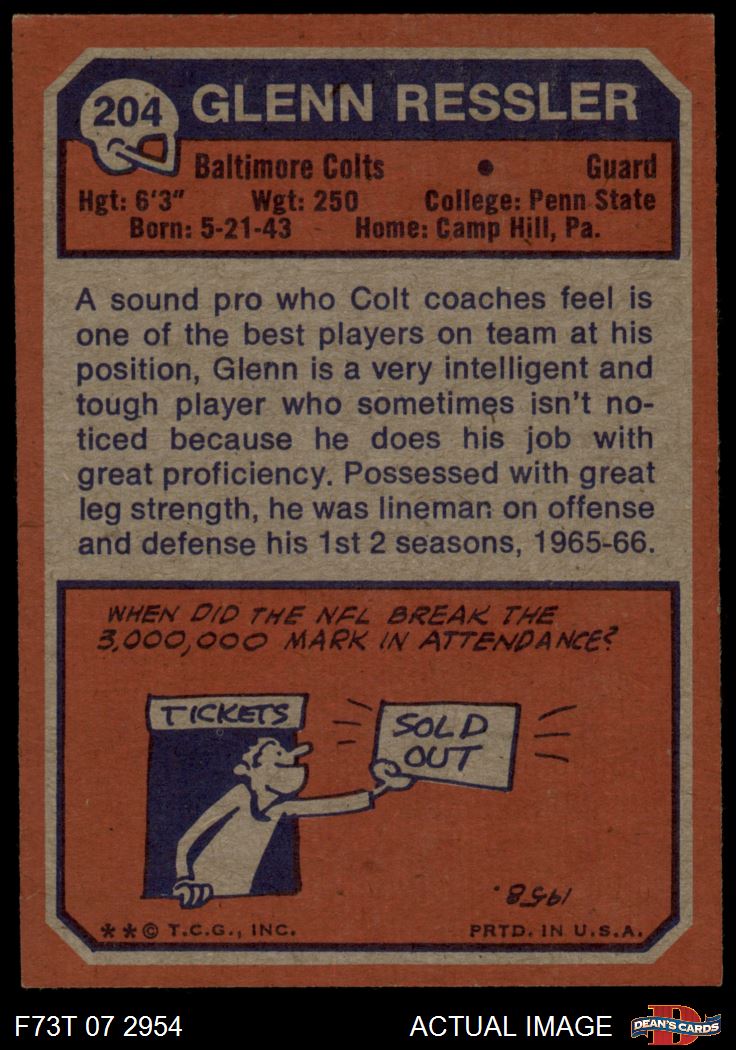 204 GLENN RESSLER
Baltimore Colts • Guard
Hgt: 6'3" Wgt: 250 College: Penn State
Born: 5-21-43 Home: Camp Hill, Pa.
A sound pro who Colt coaches feel is
one of the best players on team at his
position, Glenn is a very intelligent and
tough player who sometimes isn't no-
ticed because he does his job with
great proficiency. Possessed with great
leg strength, he was lineman on offense
and defense his 1st 2 seasons, 1965-66.
WHEN DID THE NFL BREAK THE
3,000,000 MARK IN ATTENDANCE?
TICKETS
SOLD
OUT
1958.
**© T.C.G., INC. PRTD. IN U.S.A.
F73T 07 2954 ACTUAL IMAGE D DEAN'S CARDS